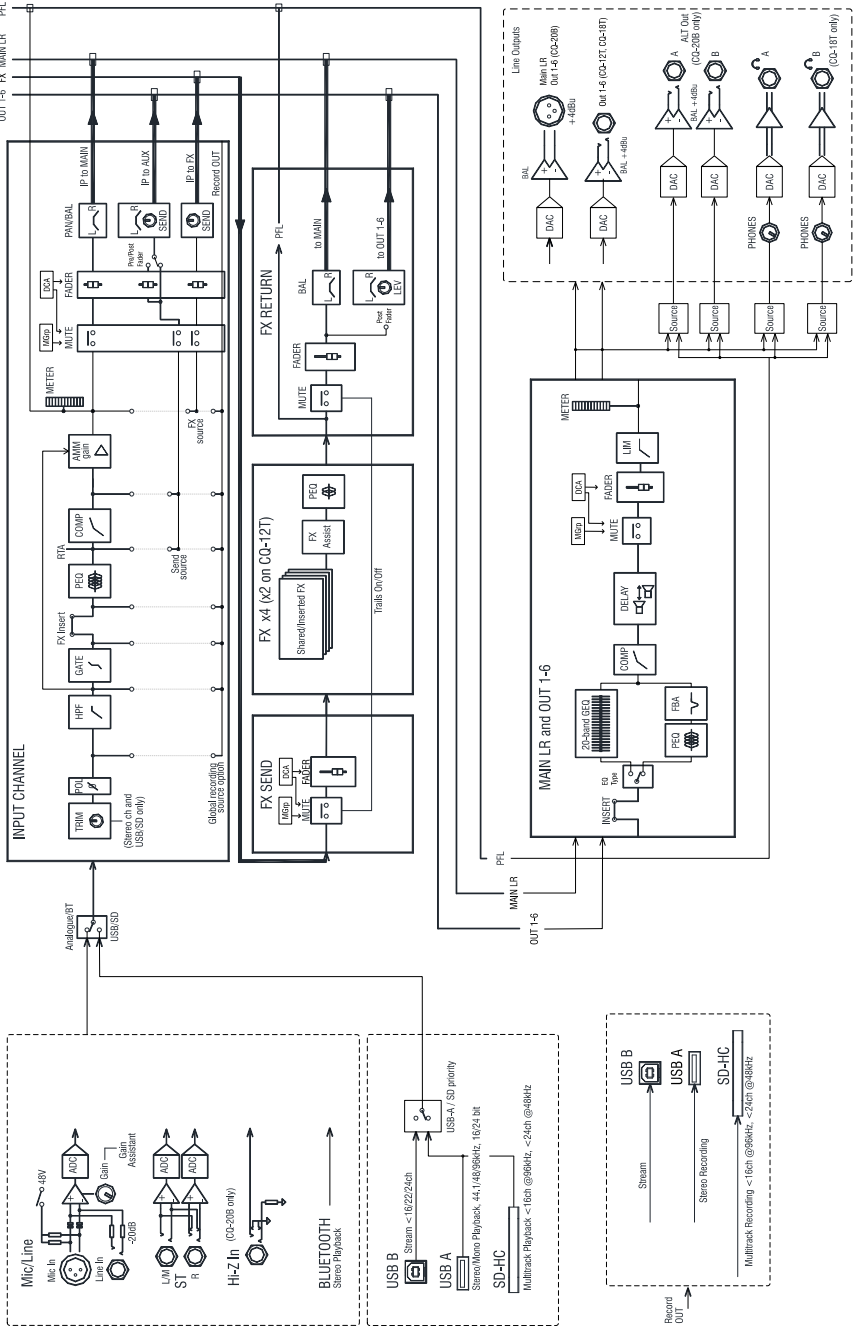 PFL
MAIN LR
FX
OUT 1-6
INPUT CHANNEL
TRIM
(Stereo ch and
USB/SD only)
POL
HPF
GATE
FX Insert
PEQ
RTA
COMP
AMM
gain
METER
MGrp
MUTE
DCA
FADER
Pre/Post
Fader
PAN/BAL
L
R
L
R
SEND
SEND
IP to MAIN
IP to AUX
IP to FX
Record OUT
Send
source
FX
source
Global recording
source option
Analogue/BT
USB/SD
FX SEND
MGrp
DCA
MUTE
FADER
FX x4 (x2 on CQ-12T)
Shared/Inserted FX
FX
Assist
PEQ
Trails On/Off
FX RETURN
MUTE
FADER
BAL
L
R
L
R
LEV
Post
Fader
PFL
to MAIN
to OUT 1-6
Mic/Line
Mic In
48V
Line In
-20dB
ADC
Gain
Gain
Assistant
L/M
ST
R
ADC
ADC
Hi-Z In (CQ-20B only)
BLUETOOTH
Stereo Playback
USB B
Stream <16/22/24ch
USB A
Stereo/Mono Playback, 44.1/48/96kHz, 16/24 bit
SD-HC
Multitrack Playback <16ch @96kHz, <24ch @48kHz
USB-A / SD priority
PFL
MAIN LR
OUT 1-6
MAIN LR and OUT 1-6
INSERT
EQ
Type
20-band GEQ
PEQ
FBA
COMP
DELAY
MGrp
DCA
MUTE
FADER
LIM
METER
Source
Source
Source
Source
Line Outputs
DAC
BAL
Main LR
Out 1-6 (CQ-20B)
+4dBu
DAC
BAL +4dBu
Out 1-6 (CQ-12T, CQ-18T)
DAC
DAC
BAL +4dBu
A
ALT Out
(CQ-20B only)
B
PHONES
DAC
A
PHONES
DAC
B
(CQ-18T only)
Record
OUT
Stream
USB B
Stereo Recording
USB A
Multitrack Recording <16ch @96kHz, <24ch @48kHz
SD-HC